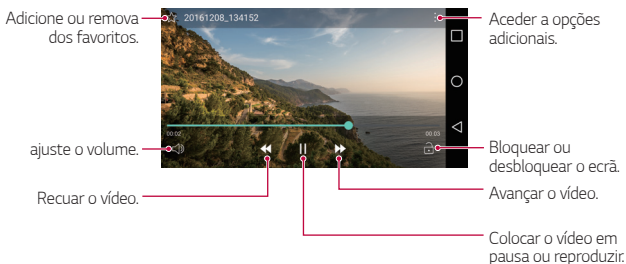 Adicione ou remova
dos favoritos.
20161208_134152
Aceder a opções
adicionais.
00:02
00:03
ajuste o volume.
Bloquear ou
desbloquear o ecrã.
Recuar o vídeo.
Avançar o vídeo.
Colocar o vídeo em
pausa ou reproduzir.